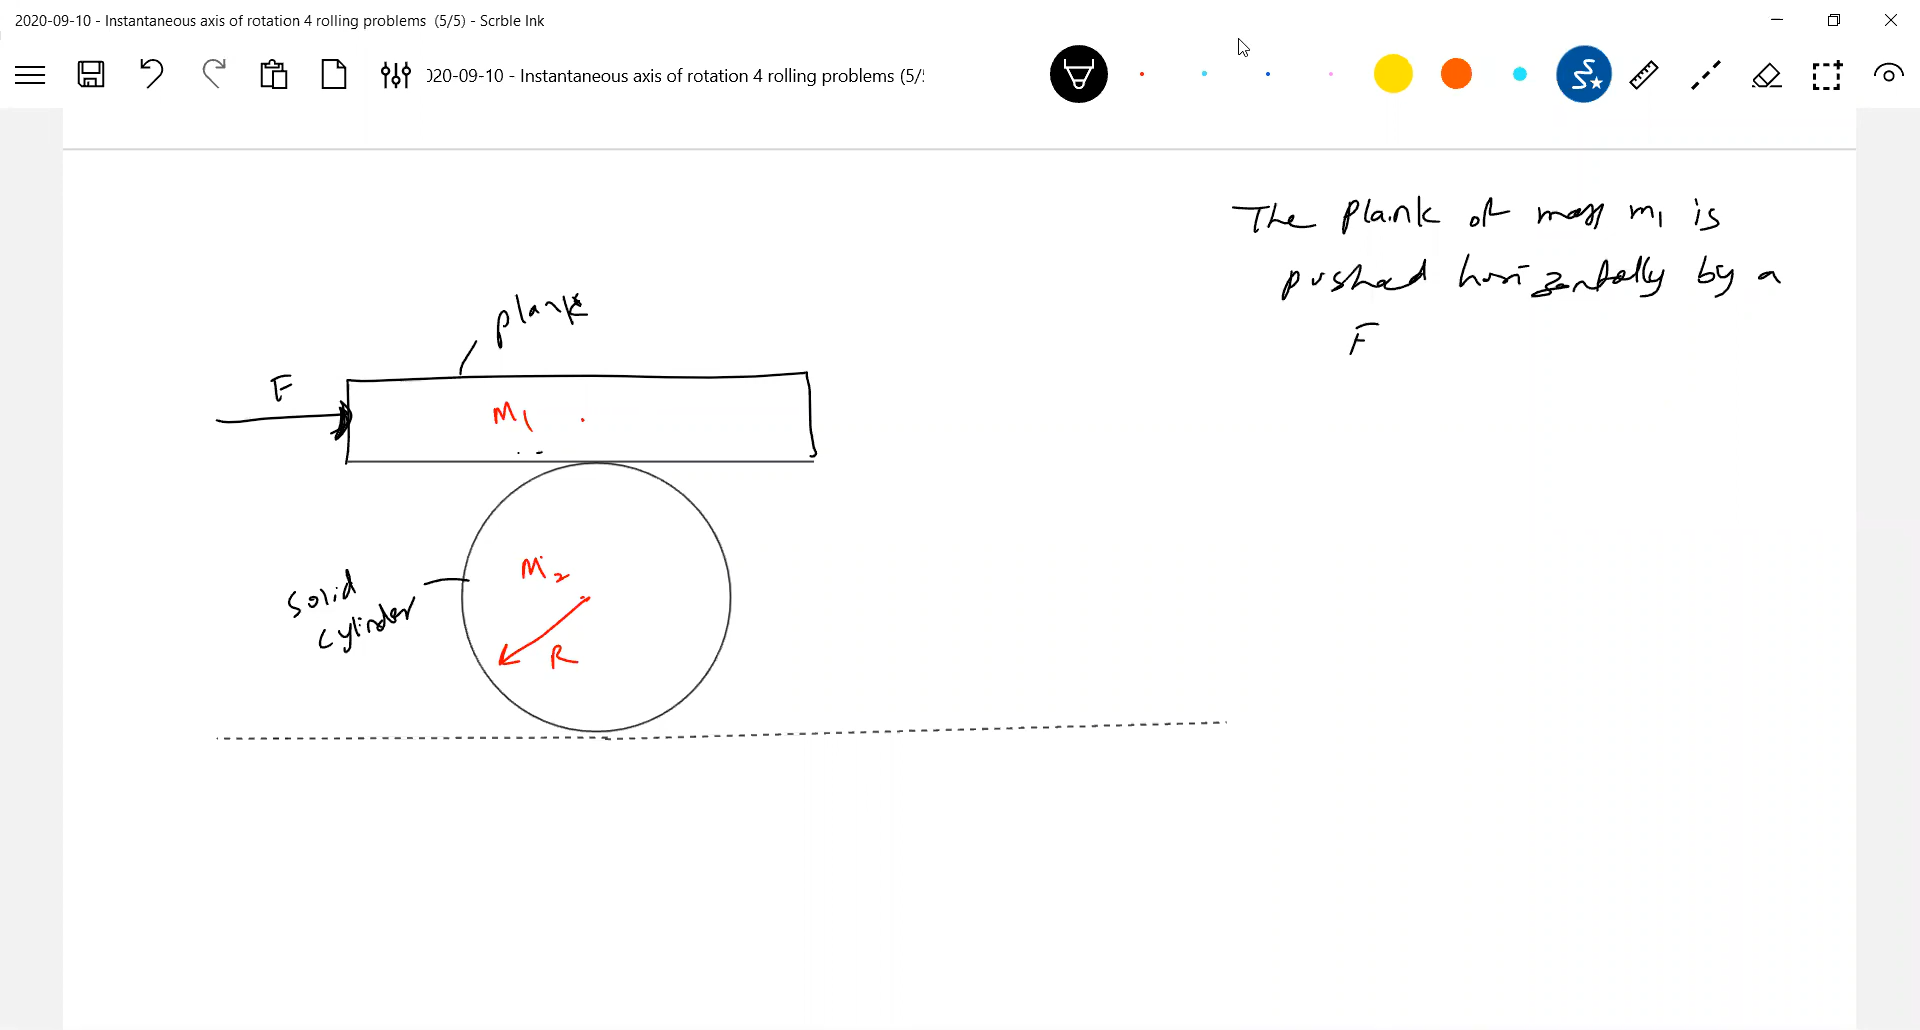 2020-09-10 - Instantaneous axis of rotation 4 rolling problems (5/5) - Scrble Ink
020-09-10 - Instantaneous axis of rotation 4 rolling problems (5/5
The plank of mass m1 is
pushed horizontally by a
F
plank
F
M1
M2
solid
cylinder
R